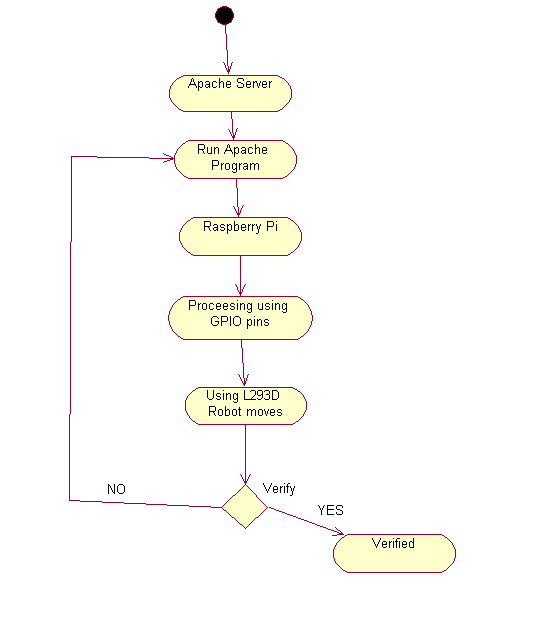 Apache Server
Run Apache
Program
Raspberry Pi
Proceesing using
GPIO pins
Using L293D
Robot moves
Verify
NO
YES
Verified